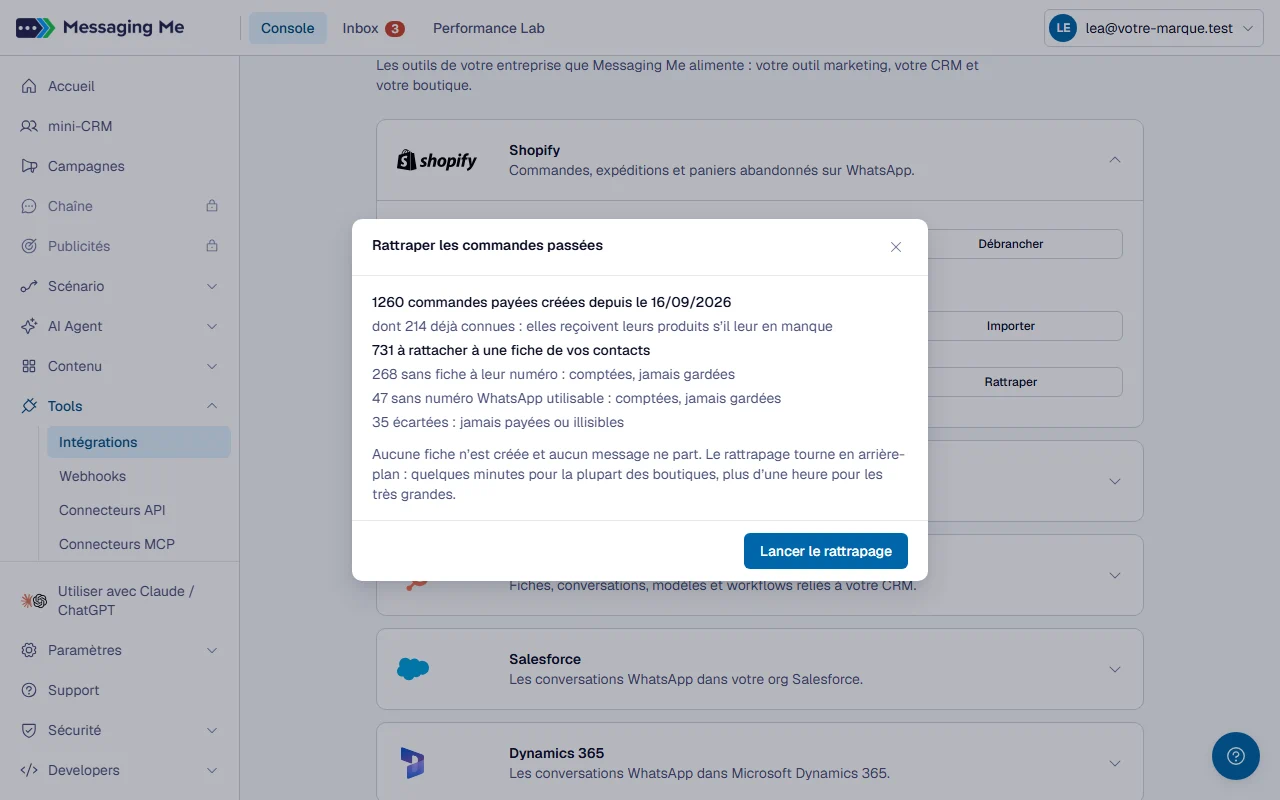 Messaging Me
Console
Inbox 3
Performance Lab
LE lea@votre-marque.test
Accueil
mini-CRM
Campagnes
Chaîne
Publicités
Scénario
AI Agent
Contenu
Tools
Intégrations
Webhooks
Connecteurs API
Connecteurs MCP
Utiliser avec Claude /
ChatGPT
Paramètres
Support
Sécurité
Developers
Les outils de votre entreprise que Messaging Me alimente : votre outil marketing, votre CRM et
votre boutique.
shopify
Shopify
Commandes, expéditions et paniers abandonnés sur WhatsApp.
Débrancher
Importer
Rattraper
Rattraper les commandes passées
1260 commandes payées créées depuis le 16/09/2026
dont 214 déjà connues : elles reçoivent leurs produits s'il leur en manque
731 à rattacher à une fiche de vos contacts
268 sans fiche à leur numéro : comptées, jamais gardées
47 sans numéro WhatsApp utilisable : comptées, jamais gardées
35 écartées : jamais payées ou illisibles
Aucune fiche n'est créée et aucun message ne part. Le rattrapage tourne en arrière-
plan : quelques minutes pour la plupart des boutiques, plus d'une heure pour les
très grandes.
Lancer le rattrapage
Fiches, conversations, modèles et workflows reliés à votre CRM.
Salesforce
Les conversations WhatsApp dans votre org Salesforce.
Dynamics 365
Les conversations WhatsApp dans Microsoft Dynamics 365.